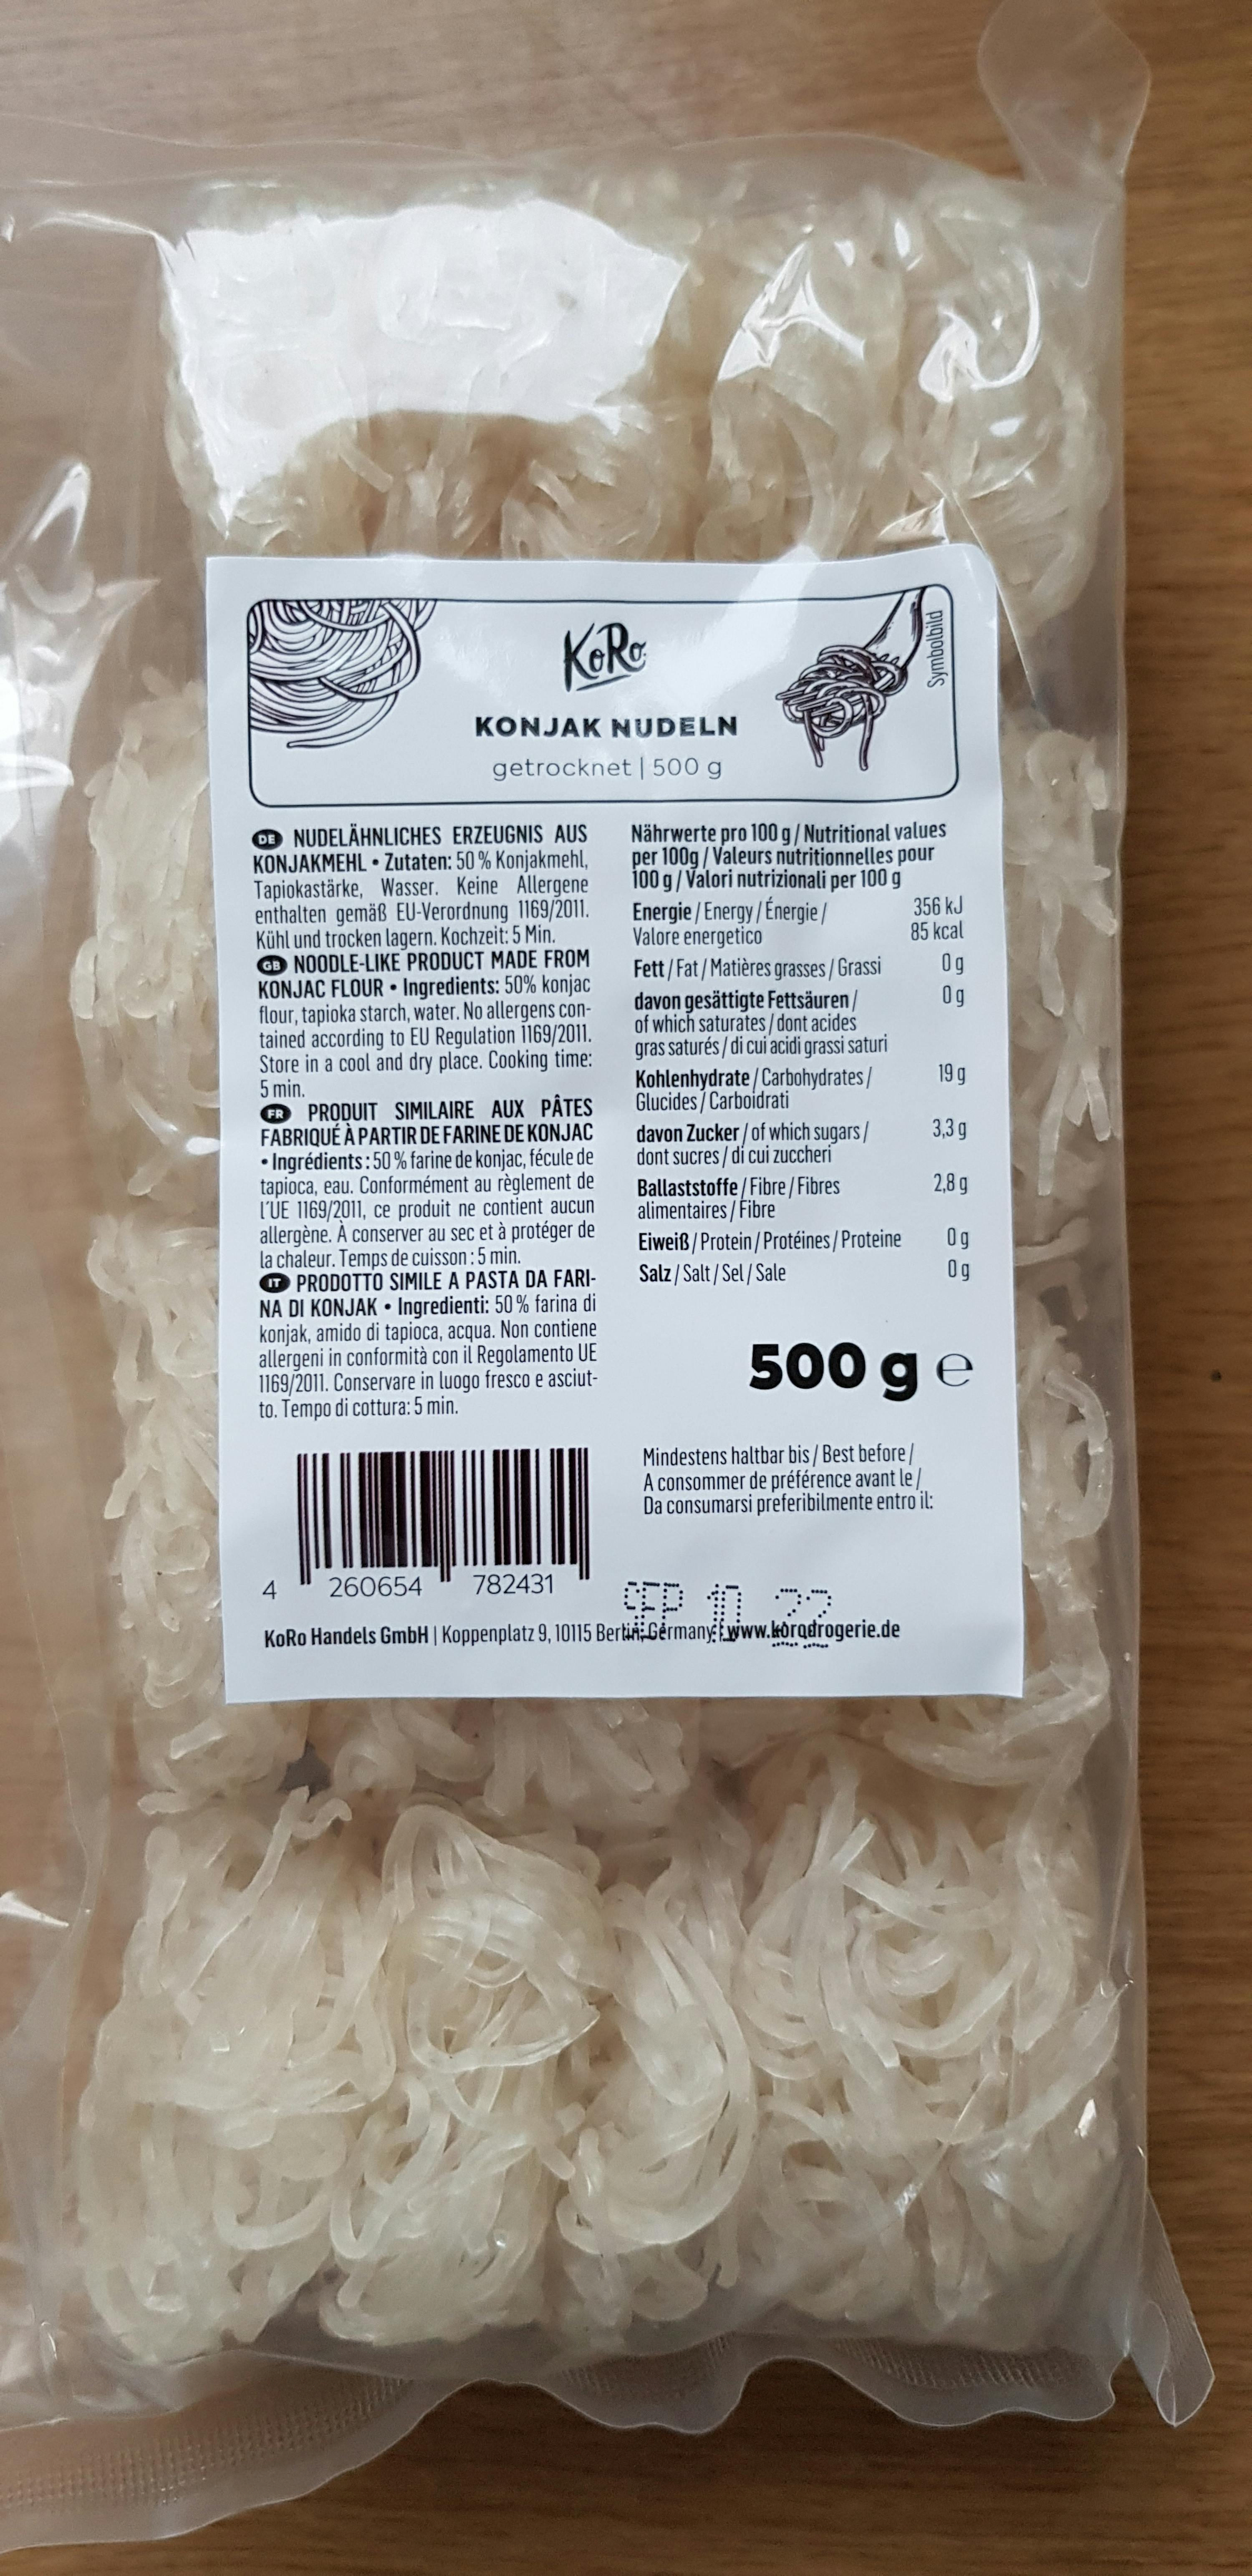 KoRo
Symbolbild
KONJAK NUDELN
getrocknet | 500 g
DE NUDELÄHNLICHES ERZEUGNIS AUS
KONJAKMEHL • Zutaten: 50 % Konjakmehl,
Tapiokastärke, Wasser. Keine Allergene
enthalten gemäß EU-Verordnung 1169/2011.
Kühl und trocken lagern. Kochzeit: 5 Min.
GB NOODLE-LIKE PRODUCT MADE FROM
KONJAC FLOUR • Ingredients: 50% konjac
flour, tapioka starch, water. No allergens con-
tained according to EU Regulation 1169/2011.
Store in a cool and dry place. Cooking time:
5 min.
FR PRODUIT SIMILAIRE AUX PÂTES
FABRIQUÉ À PARTIR DE FARINE DE KONJAC
• Ingrédients : 50 % farine de konjac, fécule de
tapioca, eau. Conformément au règlement de
l'UE 1169/2011, ce produit ne contient aucun
allergène. À conserver au sec et à protéger de
la chaleur. Temps de cuisson : 5 min.
IT PRODOTTO SIMILE A PASTA DA FARI-
NA DI KONJAK • Ingredienti: 50 % farina di
konjak, amido di tapioca, acqua. Non contiene
allergeni in conformità con il Regolamento UE
1169/2011. Conservare in luogo fresco e asciut-
to. Tempo di cottura: 5 min.
Nährwerte pro 100 g / Nutritional values
per 100g / Valeurs nutritionnelles pour
100 g / Valori nutrizionali per 100 g
Energie / Energy / Énergie / 356 kJ
Valore energetico 85 kcal
Fett / Fat / Matières grasses / Grassi 0 g
davon gesättigte Fettsäuren / 0 g
of which saturates / dont acides
gras saturés / di cui acidi grassi saturi
Kohlenhydrate / Carbohydrates / 19 g
Glucides / Carboidrati
davon Zucker / of which sugars / 3,3 g
dont sucres / di cui zuccheri
Ballaststoffe / Fibre / Fibres 2,8 g
alimentaires / Fibre
Eiweiß / Protein / Protéines / Proteine 0 g
Salz / Salt / Sel / Sale 0 g
500 g e
Mindestens haltbar bis / Best before /
A consommer de préférence avant le /
Da consumarsi preferibilmente entro il:
SEP 10 22
4 260654 782431
KoRo Handels GmbH | Koppenplatz 9, 10115 Berlin, Germany | www.korodrogerie.de